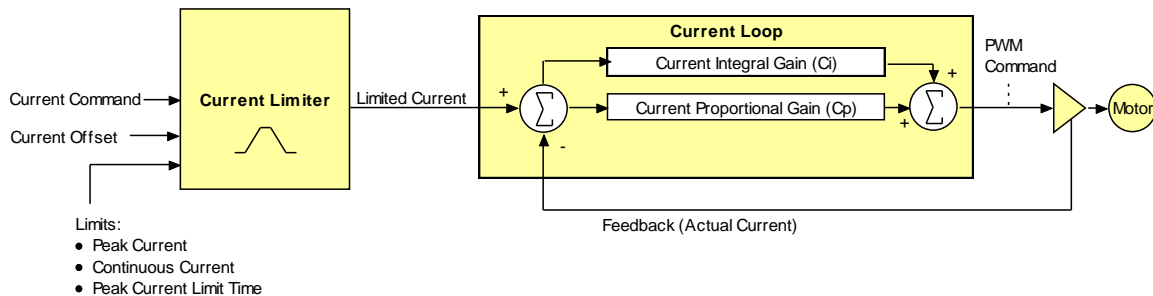 Current Loop
Current Integral Gain (Ci)
PWM
Command
+
Current Limiter
Current Command
Limited Current
+
Σ
Current Proportional Gain (Cp)
+
Σ
Motor
Current Offset
-
Limits:
• Peak Current
• Continuous Current
• Peak Current Limit Time
Feedback (Actual Current)